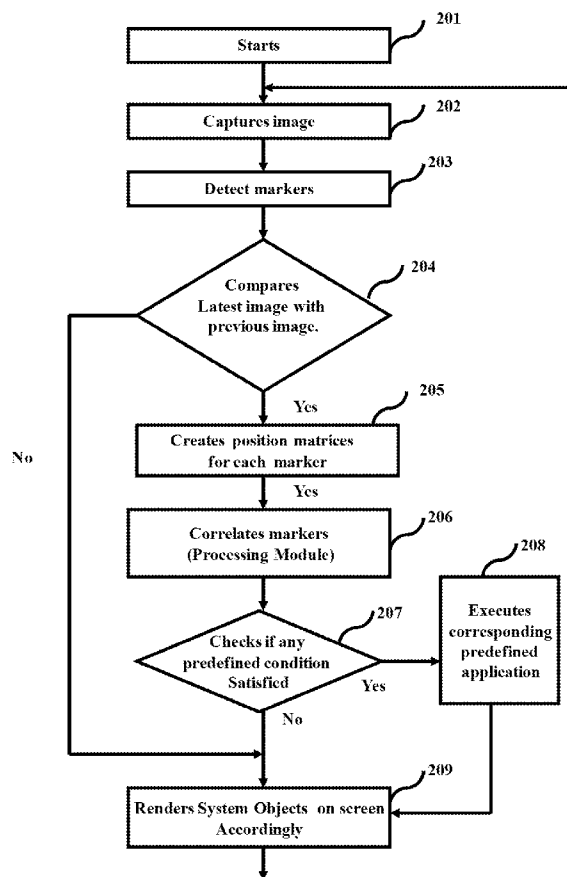 201
Starts
202
Captures image
203
Detect markers
204
Compares
Latest image with
previous image.
Yes
205
Creates position matrices
for each marker
No
Yes
206
Correlates markers
(Processing Module)
208
207
Executes
corresponding
predefined
application
Checks if any
predefined condition
Satisfied
Yes
No
209
Renders System Objects on screen
Accordingly